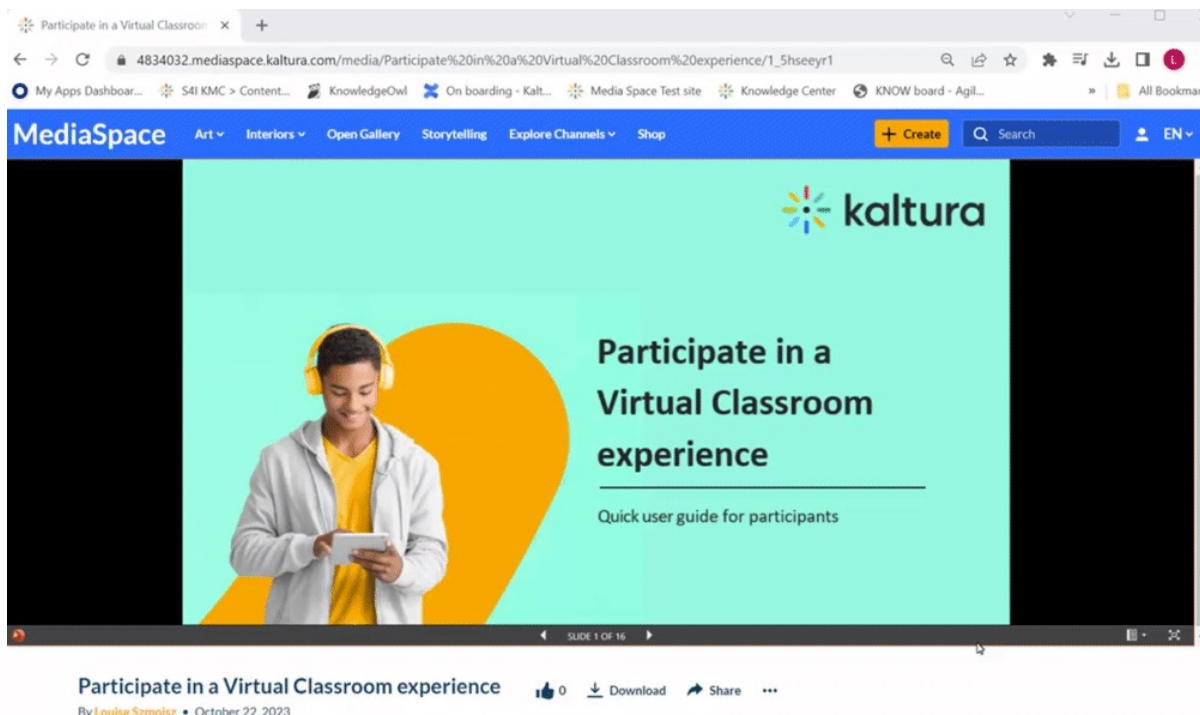 Participate in a Virtual Classroom
4834032.mediaspace.kaltura.com/media/Participate%20in%20a%20Virtual%20Classroom%20experience/1_5hseeyr1
L
My Apps Dashboar... S4I KMC > Content... KnowledgeOwl On boarding - Kalt... Media Space Test site Knowledge Center KNOW board - Agil... » All Bookmar
MediaSpace Art Interiors Open Gallery Storytelling Explore Channels Shop + Create Search EN
kaltura
Participate in a
Virtual Classroom
experience
Quick user guide for participants
SLIDE 1 OF 16
Participate in a Virtual Classroom experience 0 Download Share •••
By Louise Szmoisz • October 22, 2023